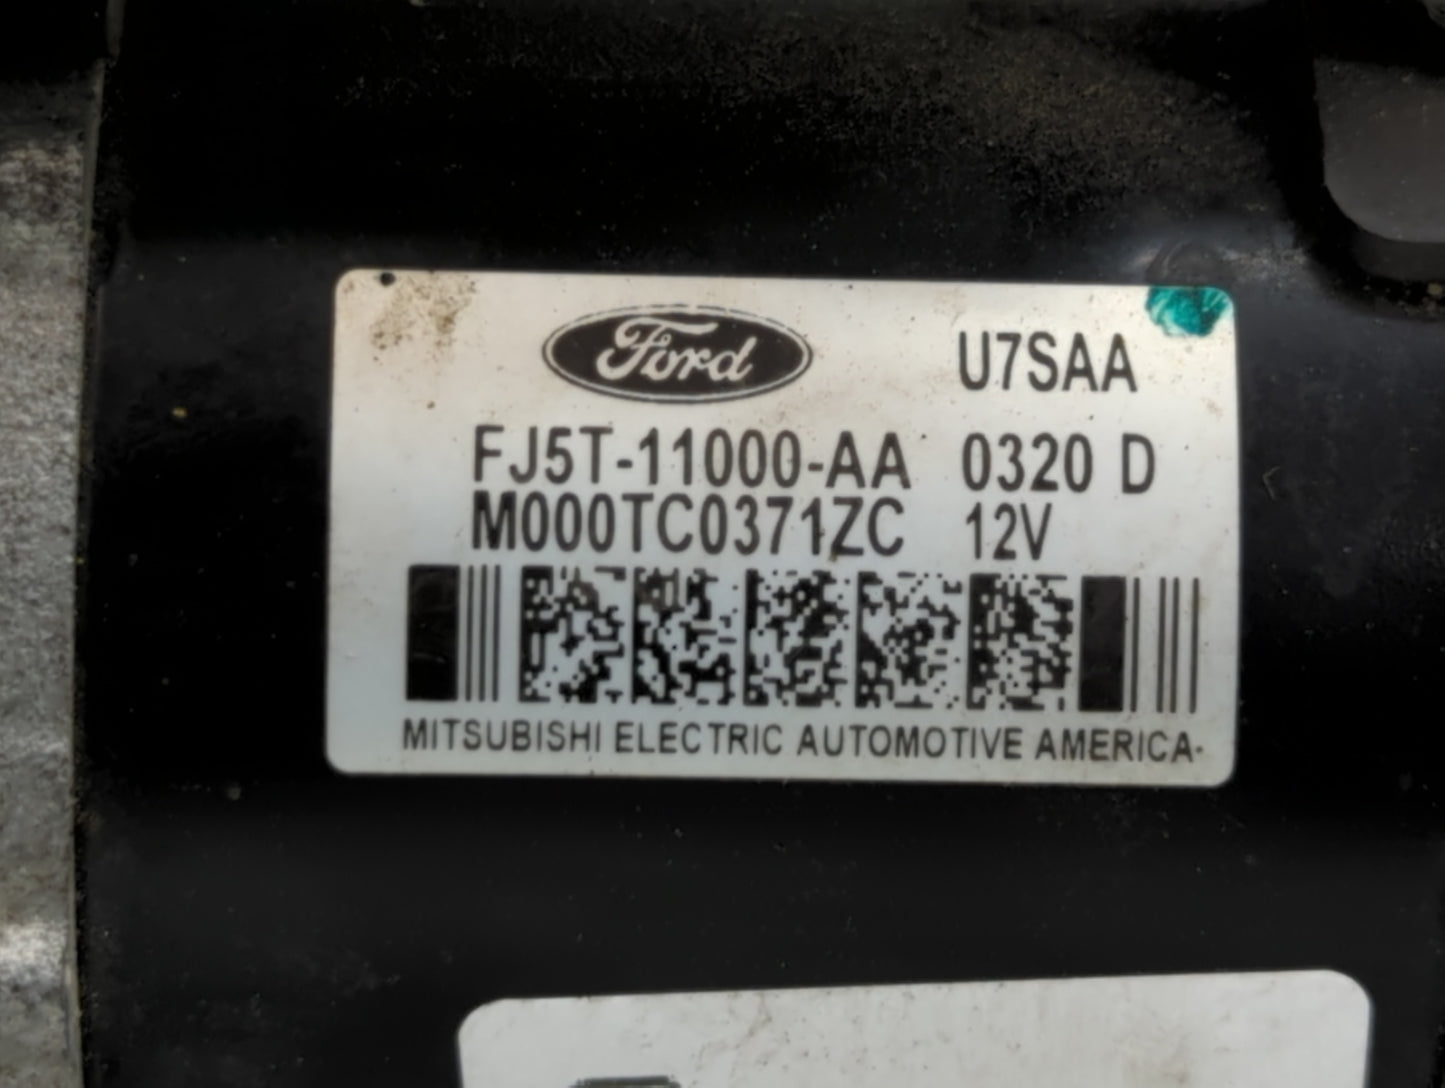 Ford U7SAA
FJ5T-11000-AA 0320 D
M000TC0371ZC 12V
MITSUBISHI ELECTRIC AUTOMOTIVE AMERICA